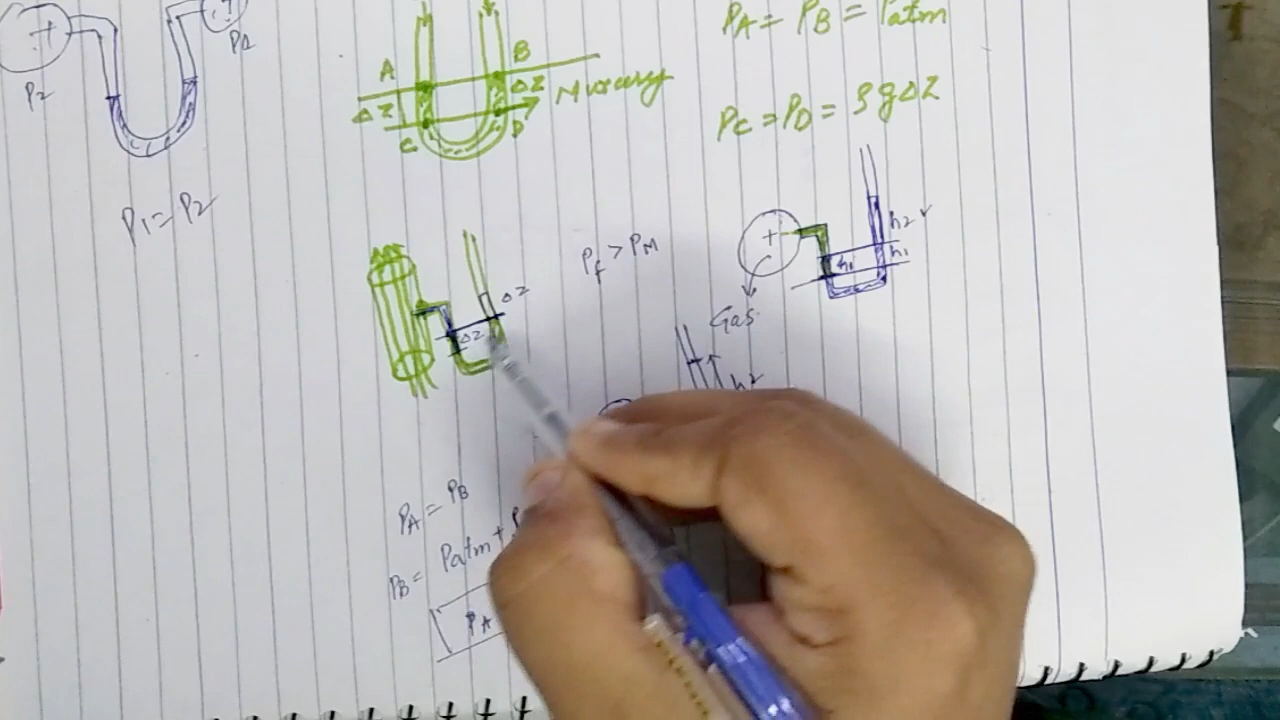 P2
P1
P1 = P2
A
B
ΔZ
ΔZ
Mercury
C
D
PA = PB = Patm
PC = PD = ρgΔZ
Pf > PM
ΔZ
ΔZ
h2
h1
h1
Gas
h2
PA = PB
PB = Patm +
PA